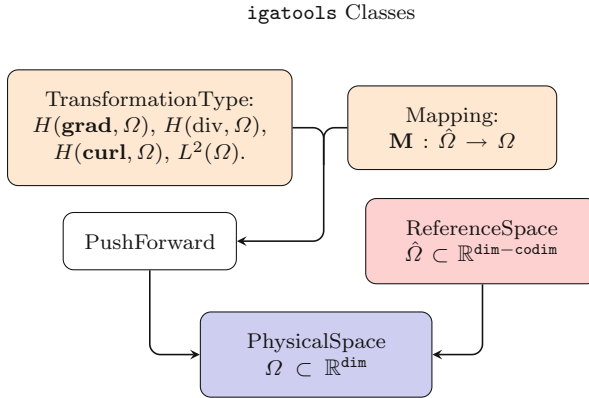 igatools Classes
TransformationType:
H(grad, Ω), H(div, Ω),
H(curl, Ω), L²(Ω).
Mapping:
M : Ω̂ → Ω
PushForward
ReferenceSpace
Ω̂ ⊂ ℝ^dim−codim
PhysicalSpace
Ω ⊂ ℝ^dim